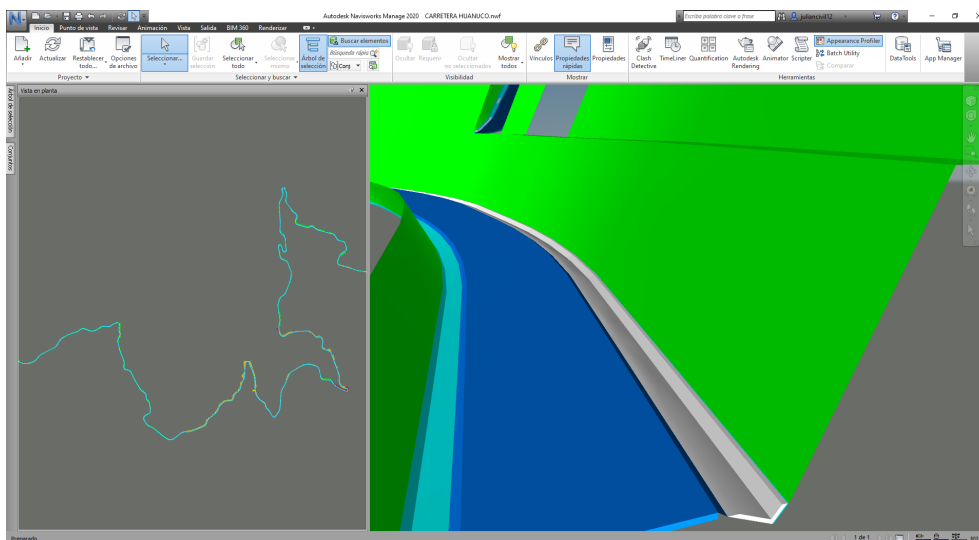 Autodesk Navisworks Manage 2020 CARRETERA HUANUCO.nwf
Escriba palabra clave o frase
juliancivil12
Inicio Punto de vista Revisar Animación Vista Salida BIM 360 Renderizar
Añadir
Actualizar
Restablecer
todo...
Opciones
de archivo
Seleccionar...
Guardar
selección
Seleccionar
todo
Seleccionar
mismo
Árbol de
selección
Buscar elementos
Búsqueda rápida
Conj
Ocultar
Requerir
Ocultar
no seleccionados
Mostrar
todos
Vínculos
Propiedades
rápidas
Propiedades
Clash
Detective
TimeLiner
Quantification
Autodesk
Rendering
Animator
Scripter
Appearance Profiler
Batch Utility
Comparar
DataTools
App Manager
Proyecto
Seleccionar y buscar
Visibilidad
Mostrar
Herramientas
Árbol de selección
Conjuntos
Vista en planta
Preparado
1 de 1